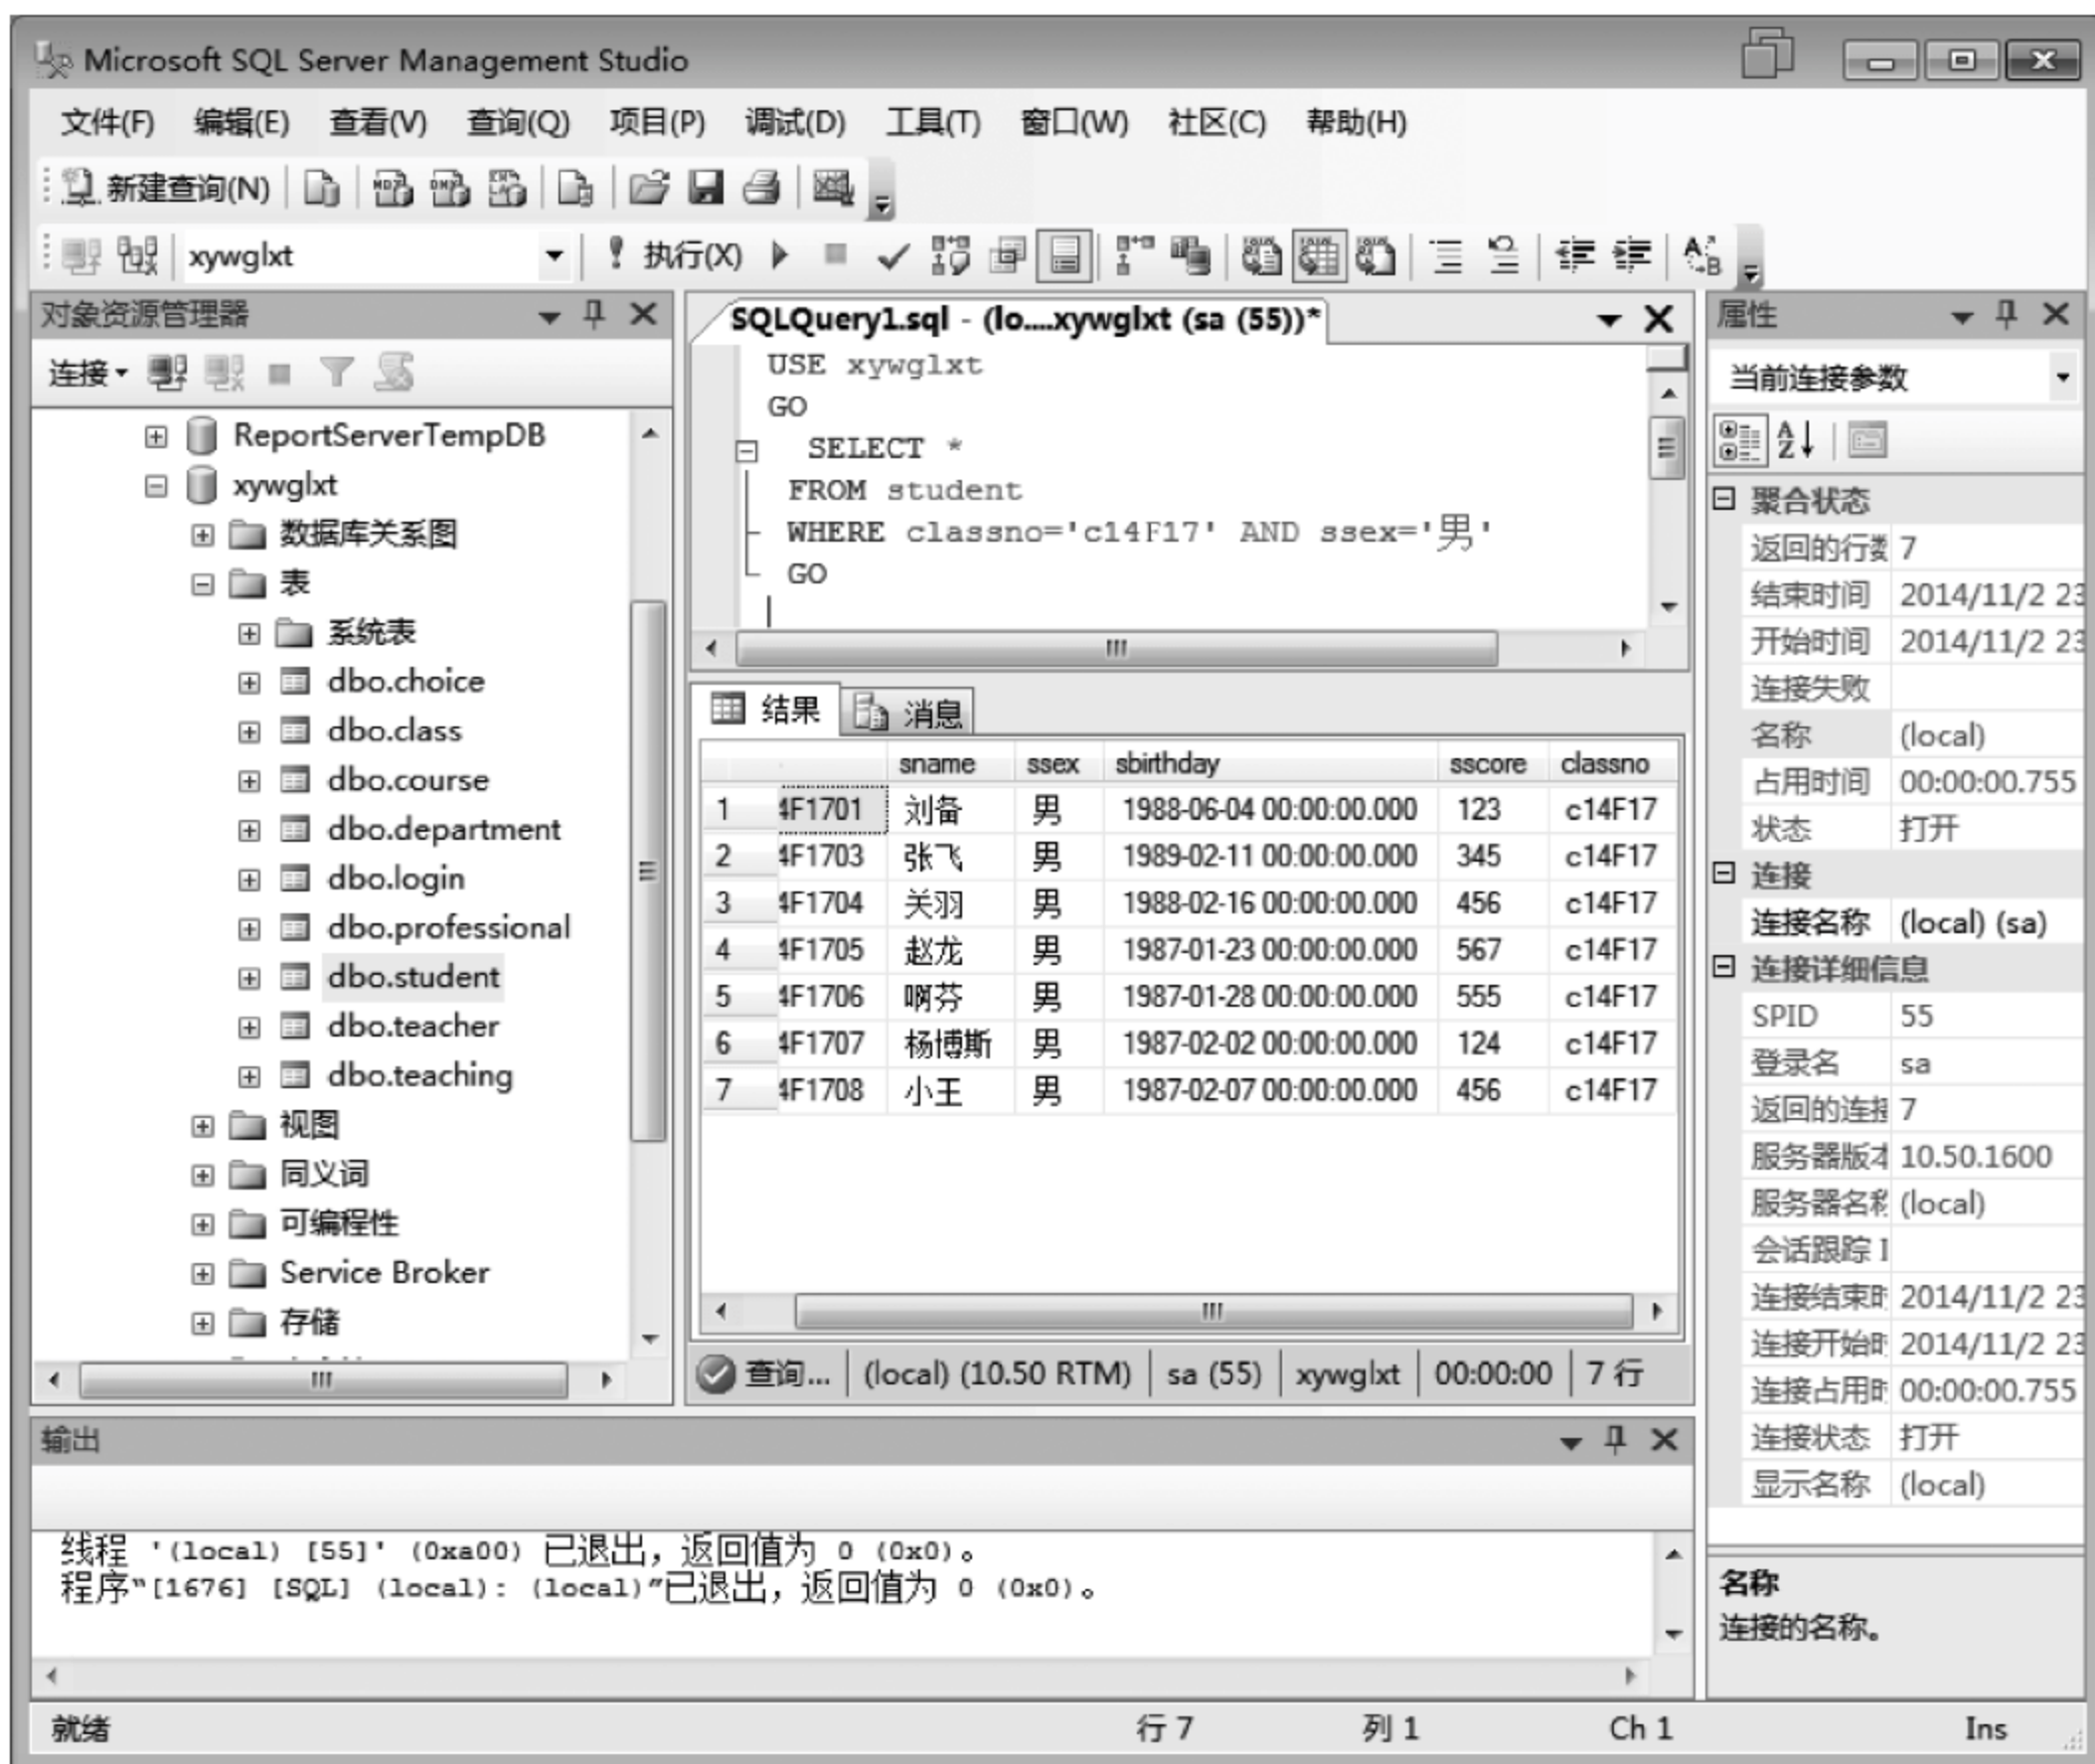 Microsoft SQL Server Management Studio
文件(F) 编辑(E) 查看(V) 查询(Q) 项目(P) 调试(D) 工具(T) 窗口(W) 社区(C) 帮助(H)
新建查询(N)
xywglxt 执行(X)
对象资源管理器
连接
ReportServerTempDB
xywglxt
数据库关系图
表
系统表
dbo.choice
dbo.class
dbo.course
dbo.department
dbo.login
dbo.professional
dbo.student
dbo.teacher
dbo.teaching
视图
同义词
可编程性
Service Broker
存储
SQLQuery1.sql - (lo....xywglxt (sa (55))*
USE xywglxt
GO
SELECT *
FROM student
WHERE classno='c14F17' AND ssex='男'
GO
结果 消息
sname ssex sbirthday sscore classno
1 4F1701 刘备 男 1988-06-04 00:00:00.000 123 c14F17
2 4F1703 张飞 男 1989-02-11 00:00:00.000 345 c14F17
3 4F1704 关羽 男 1988-02-16 00:00:00.000 456 c14F17
4 4F1705 赵龙 男 1987-01-23 00:00:00.000 567 c14F17
5 4F1706 啊芬 男 1987-01-28 00:00:00.000 555 c14F17
6 4F1707 杨博斯 男 1987-02-02 00:00:00.000 124 c14F17
7 4F1708 小王 男 1987-02-07 00:00:00.000 456 c14F17
查询... (local) (10.50 RTM) sa (55) xywglxt 00:00:00 7 行
属性
当前连接参数
聚合状态
返回的行数 7
结束时间 2014/11/2 23
开始时间 2014/11/2 23
连接失败
名称 (local)
占用时间 00:00:00.755
状态 打开
连接
连接名称 (local) (sa)
连接详细信息
SPID 55
登录名 sa
返回的连接 7
服务器版本 10.50.1600
服务器名称 (local)
会话跟踪 I
连接结束时 2014/11/2 23
连接开始时 2014/11/2 23
连接占用时 00:00:00.755
连接状态 打开
显示名称 (local)
名称
连接的名称。
输出
线程 '(local) [55]' (0xa00) 已退出，返回值为 0 (0x0)。
程序“[1676] [SQL] (local): (local)”已退出，返回值为 0 (0x0)。
就绪 行 7 列 1 Ch 1 Ins